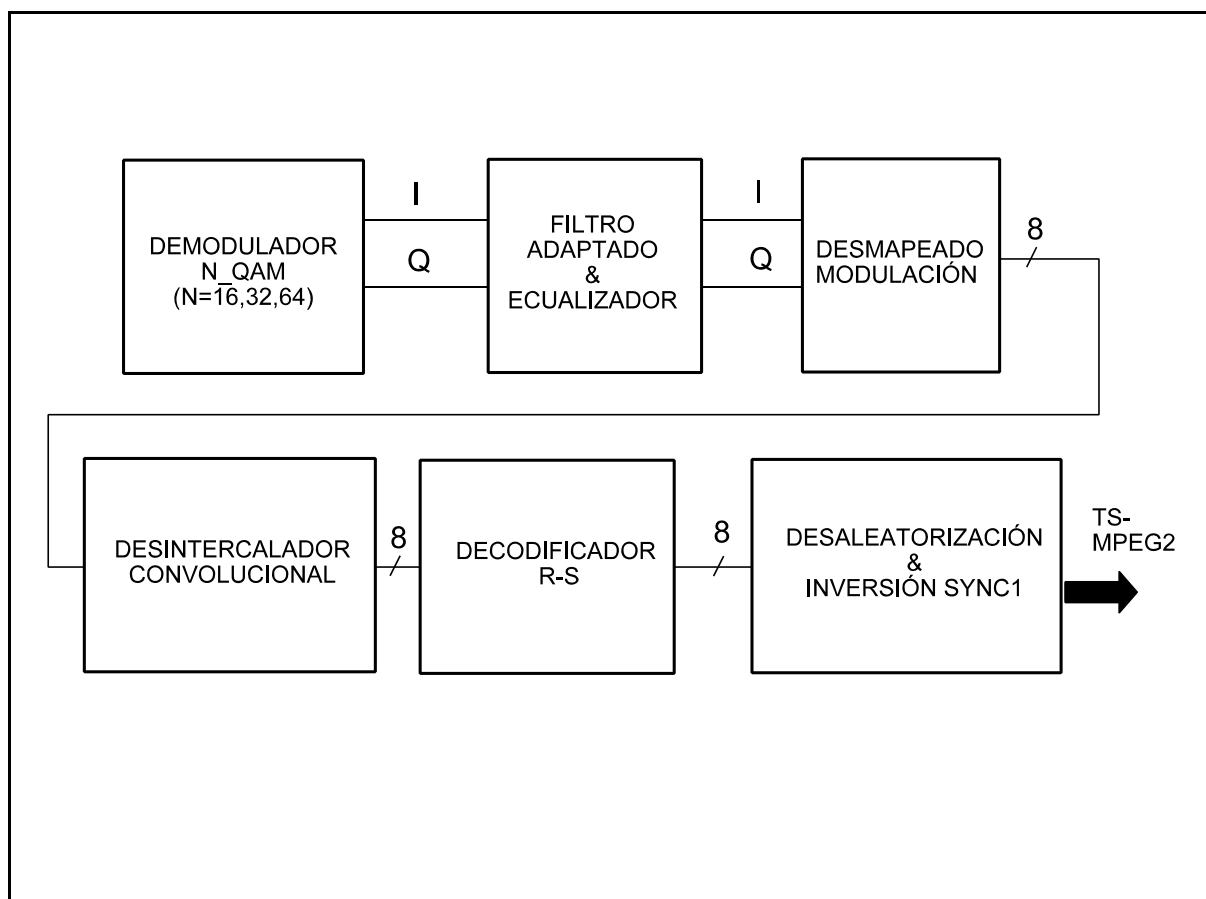 DEMODULADOR
N_QAM
(N=16,32,64)
I
Q
FILTRO
ADAPTADO
&
ECUALIZADOR
I
Q
DESMAPEADO
MODULACIÓN
8
DESINTERCALADOR
CONVOLUCIONAL
8
DECODIFICADOR
R-S
8
DESALEATORIZACIÓN
&
INVERSIÓN SYNC1
TS-
MPEG2